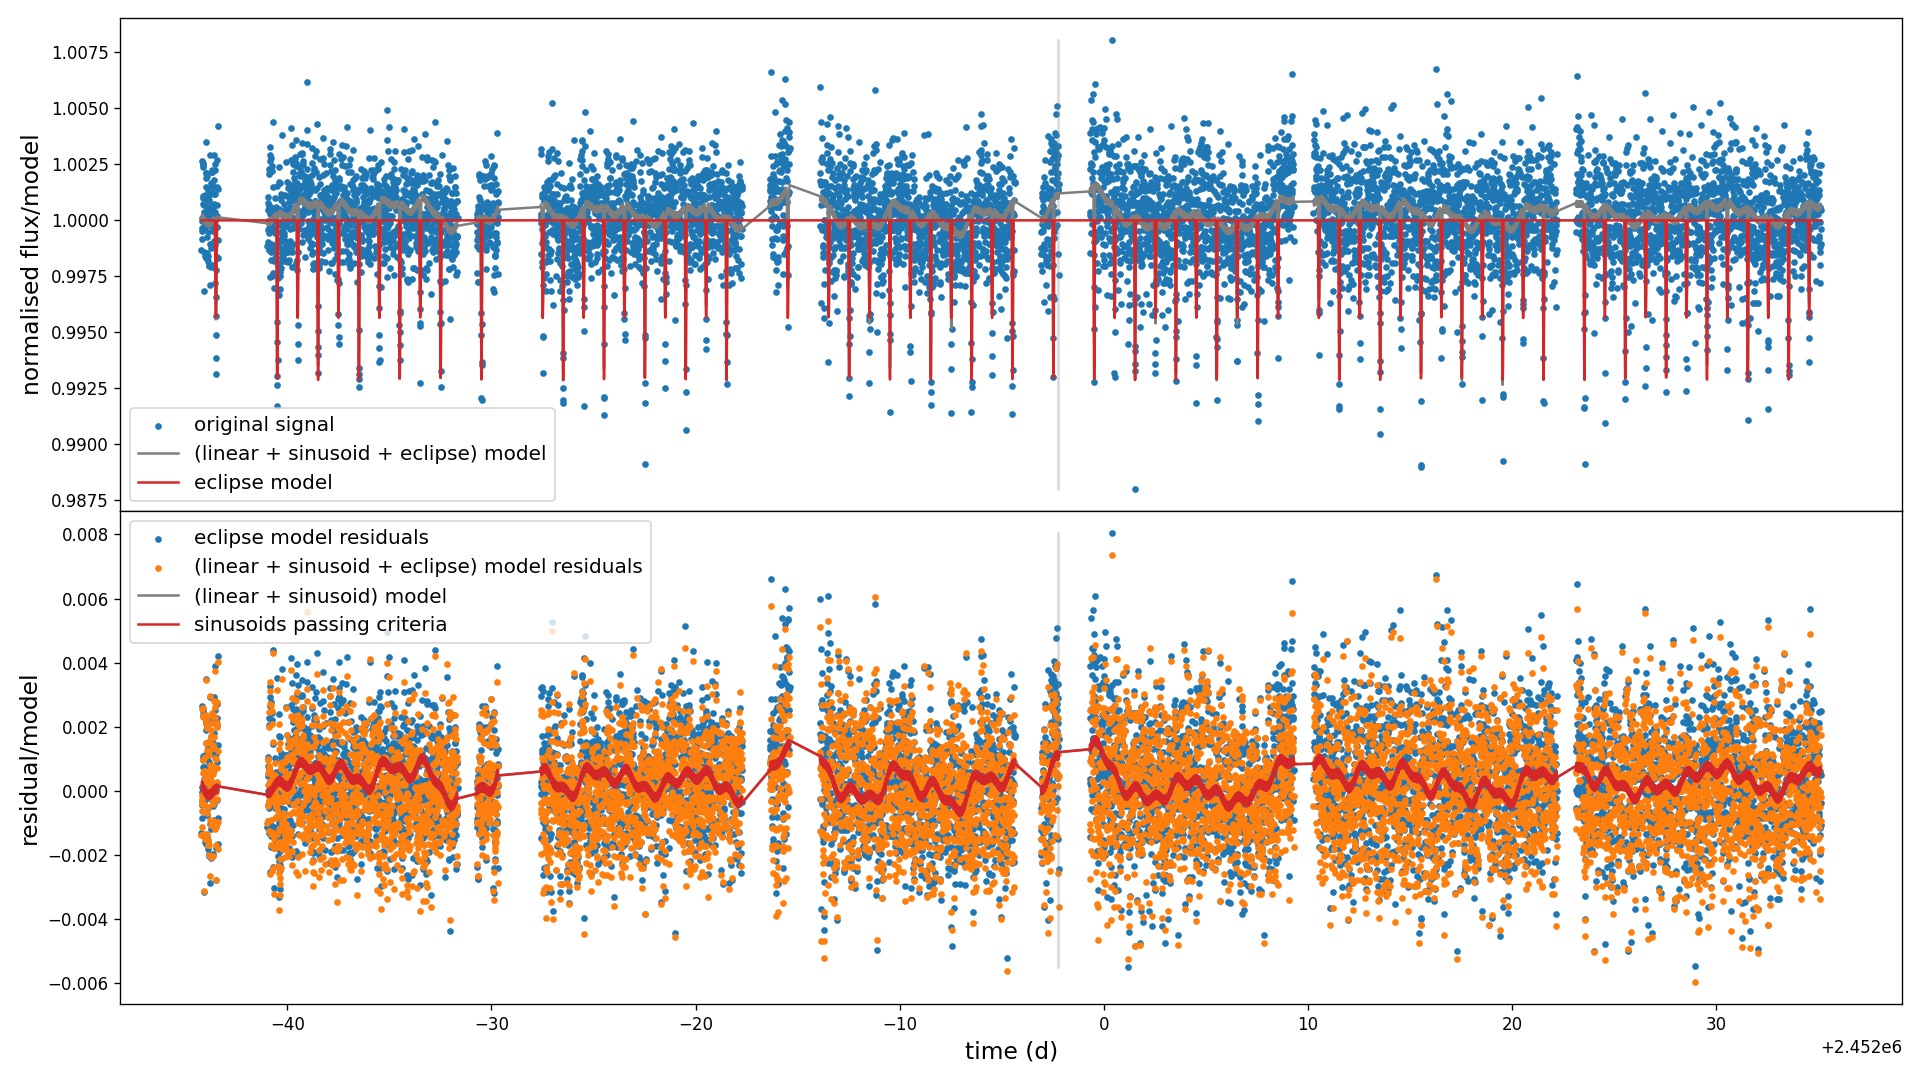 1.0075
1.0050
1.0025
1.0000
0.9975
0.9950
0.9925
0.9900
0.9875
normalised flux/model
original signal
(linear + sinusoid + eclipse) model
eclipse model
0.008
0.006
0.004
0.002
0.000
−0.002
−0.004
−0.006
residual/model
eclipse model residuals
(linear + sinusoid + eclipse) model residuals
(linear + sinusoid) model
sinusoids passing criteria
−40 −30 −20 −10 0 10 20 30
time (d)
+2.452e6